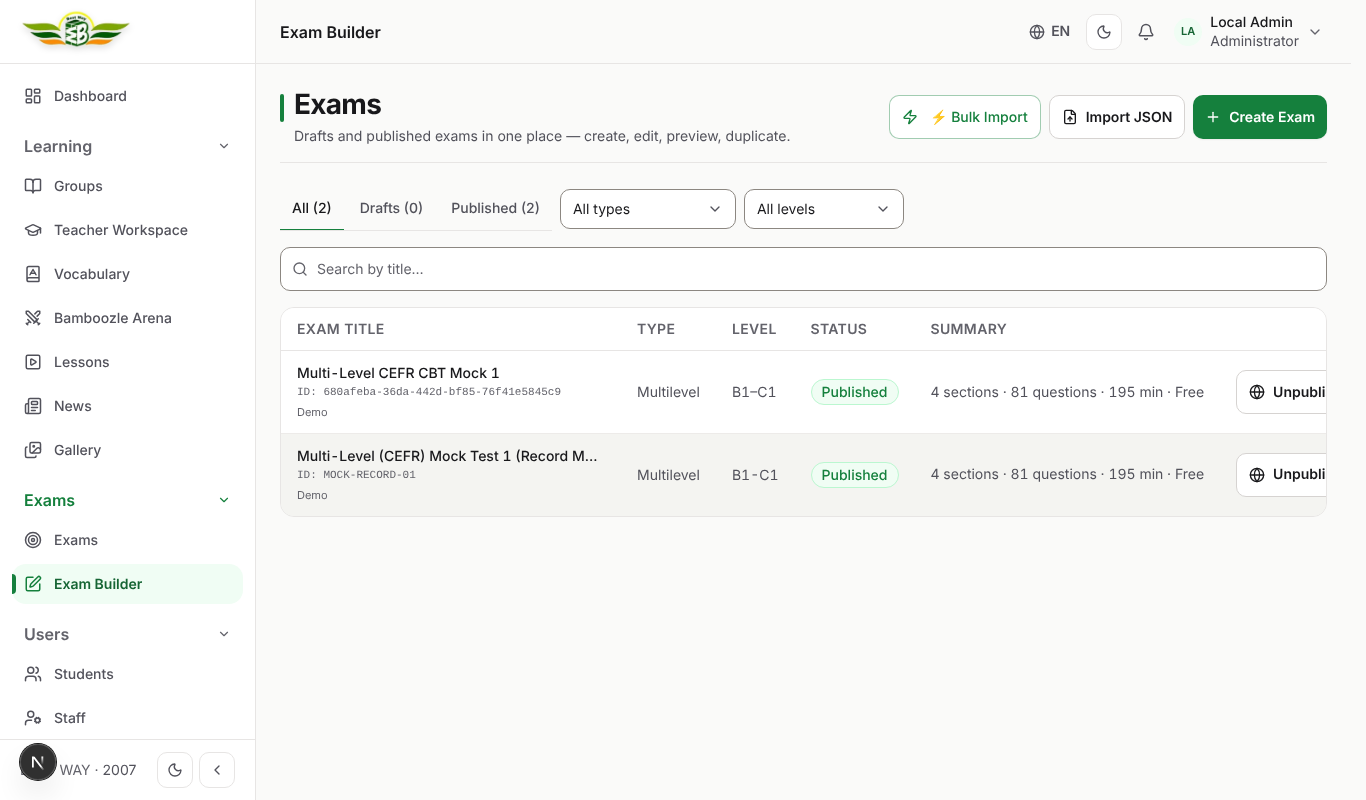 Exam Builder
EN
LA
Local Admin
Administrator
Dashboard
Learning
Groups
Teacher Workspace
Vocabulary
Bamboozle Arena
Lessons
News
Gallery
Exams
Exams
Exam Builder
Users
Students
Staff
N
WAY · 2007
Exams
Drafts and published exams in one place — create, edit, preview, duplicate.
⚡ Bulk Import
Import JSON
Create Exam
All (2)
Drafts (0)
Published (2)
All types
All levels
Search by title...
EXAM TITLE TYPE LEVEL STATUS SUMMARY
Multi-Level CEFR CBT Mock 1
ID: 680afeba-36da-442d-bf85-76f41e5845c9
Demo
Multilevel
B1–C1
Published
4 sections · 81 questions · 195 min · Free
Unpubli
Multi-Level (CEFR) Mock Test 1 (Record M...
ID: MOCK-RECORD-01
Demo
Multilevel
B1-C1
Published
4 sections · 81 questions · 195 min · Free
Unpubli